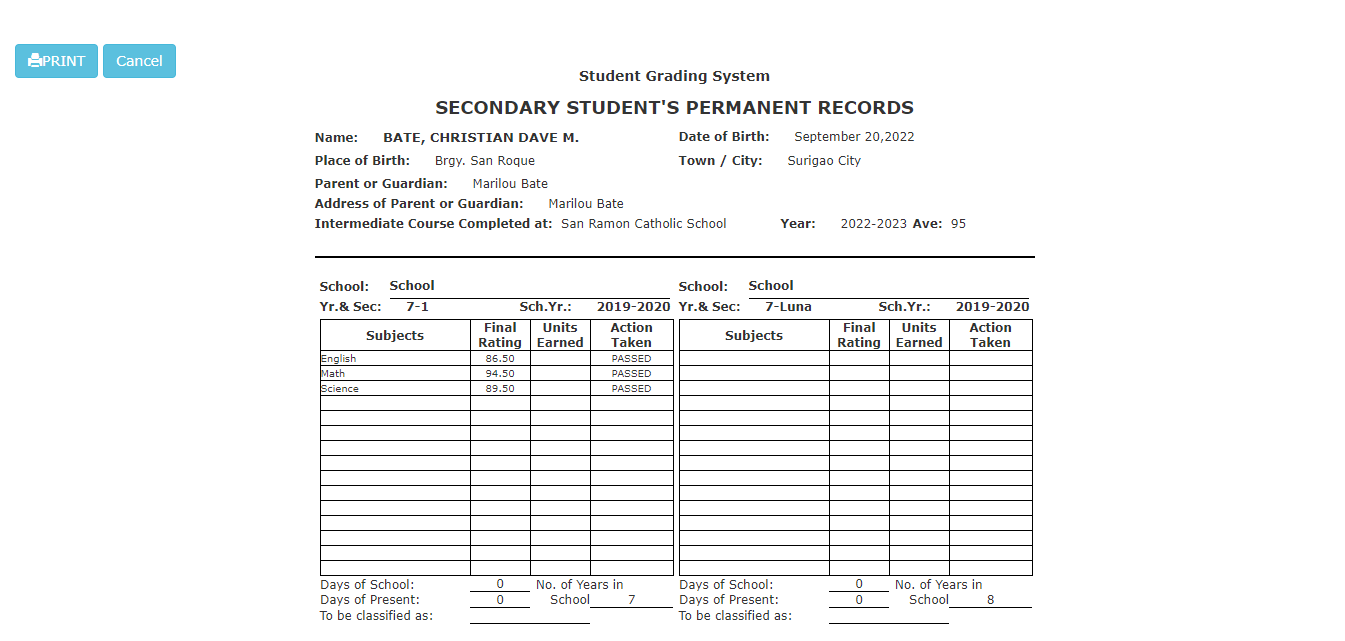 PRINT Cancel
Student Grading System
SECONDARY STUDENT'S PERMANENT RECORDS
Name: BATE, CHRISTIAN DAVE M. Date of Birth: September 20,2022
Place of Birth: Brgy. San Roque Town / City: Surigao City
Parent or Guardian: Marilou Bate
Address of Parent or Guardian: Marilou Bate
Intermediate Course Completed at: San Ramon Catholic School Year: 2022-2023 Ave: 95
School: School School: School
Yr.& Sec: 7-1 Sch.Yr.: 2019-2020 Yr.& Sec: 7-Luna Sch.Yr.: 2019-2020
Subjects Final Rating Units Earned Action Taken Subjects Final Rating Units Earned Action Taken
English 86.50 PASSED
Math 94.50 PASSED
Science 89.50 PASSED
Days of School: 0 No. of Years in Days of School: 0 No. of Years in
Days of Present: 0 School 7 Days of Present: 0 School 8
To be classified as: To be classified as: